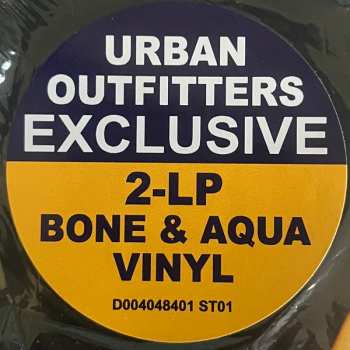 URBAN
OUTFITTERS
EXCLUSIVE
2-LP
BONE & AQUA
VINYL
D004048401 ST01